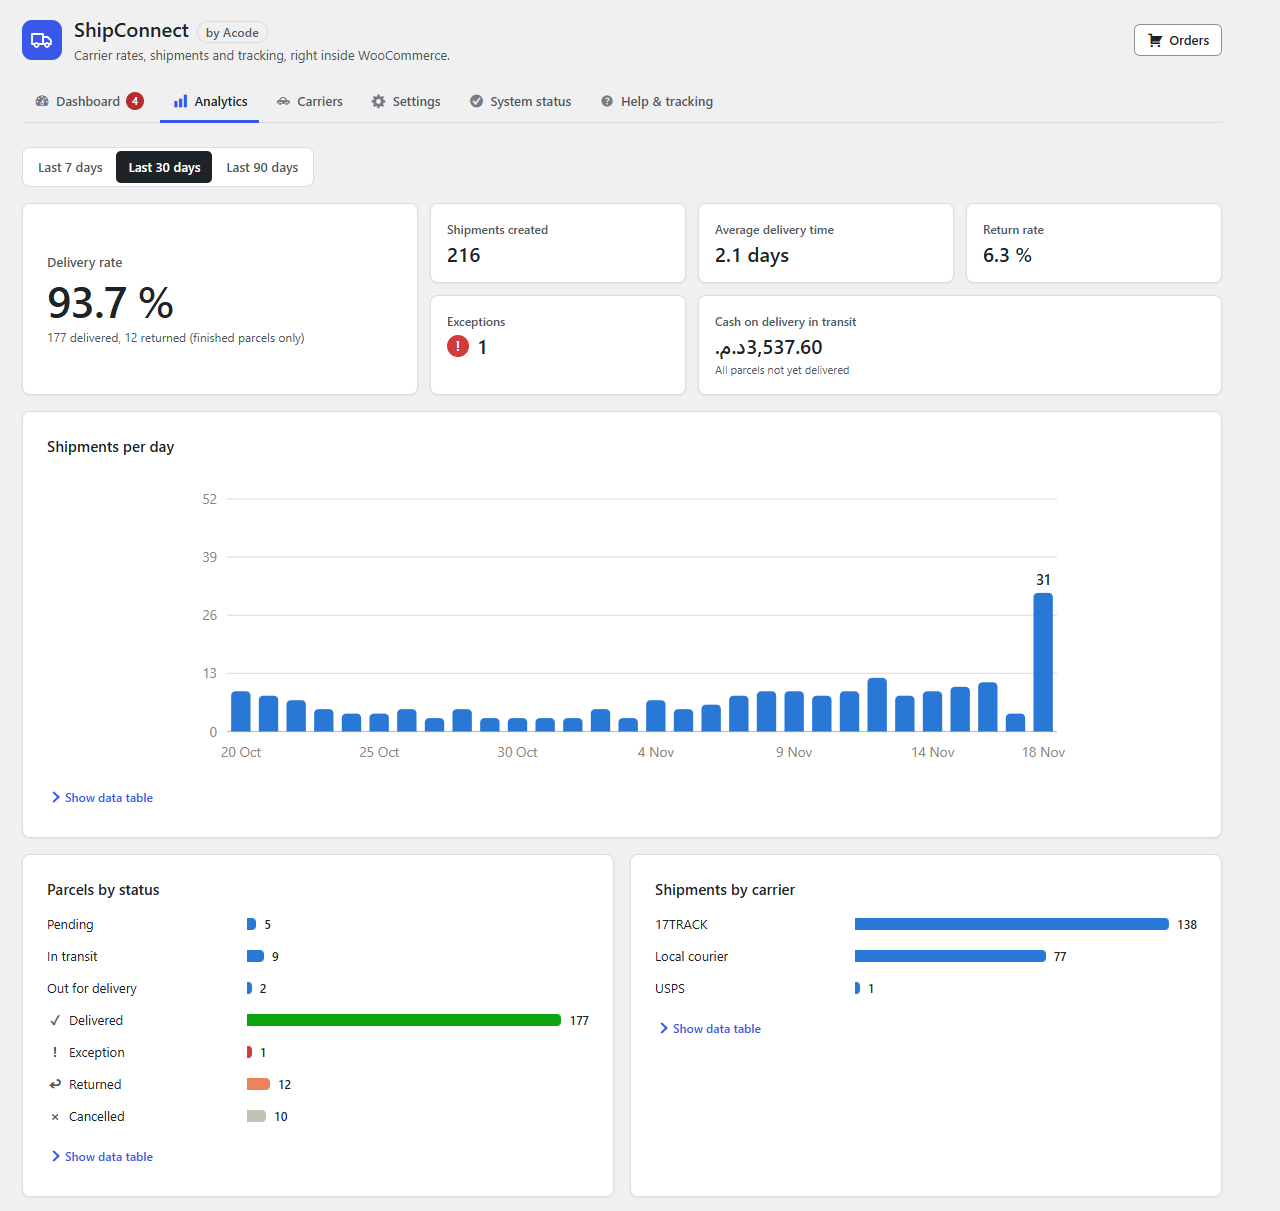 ShipConnect by Acode
Carrier rates, shipments and tracking, right inside WooCommerce.
Orders
Dashboard 4 Analytics Carriers Settings System status Help & tracking
Last 7 days Last 30 days Last 90 days
Delivery rate
93.7 %
177 delivered, 12 returned (finished parcels only)
Shipments created
216
Average delivery time
2.1 days
Return rate
6.3 %
Exceptions
! 1
Cash on delivery in transit
د.م.3,537.60
All parcels not yet delivered
Shipments per day
52
39
26
13
0
31
20 Oct 25 Oct 30 Oct 4 Nov 9 Nov 14 Nov 18 Nov
Show data table
Parcels by status
Pending 5
In transit 9
Out for delivery 2
✓ Delivered 177
! Exception 1
↩ Returned 12
× Cancelled 10
Show data table
Shipments by carrier
17TRACK 138
Local courier 77
USPS 1
Show data table